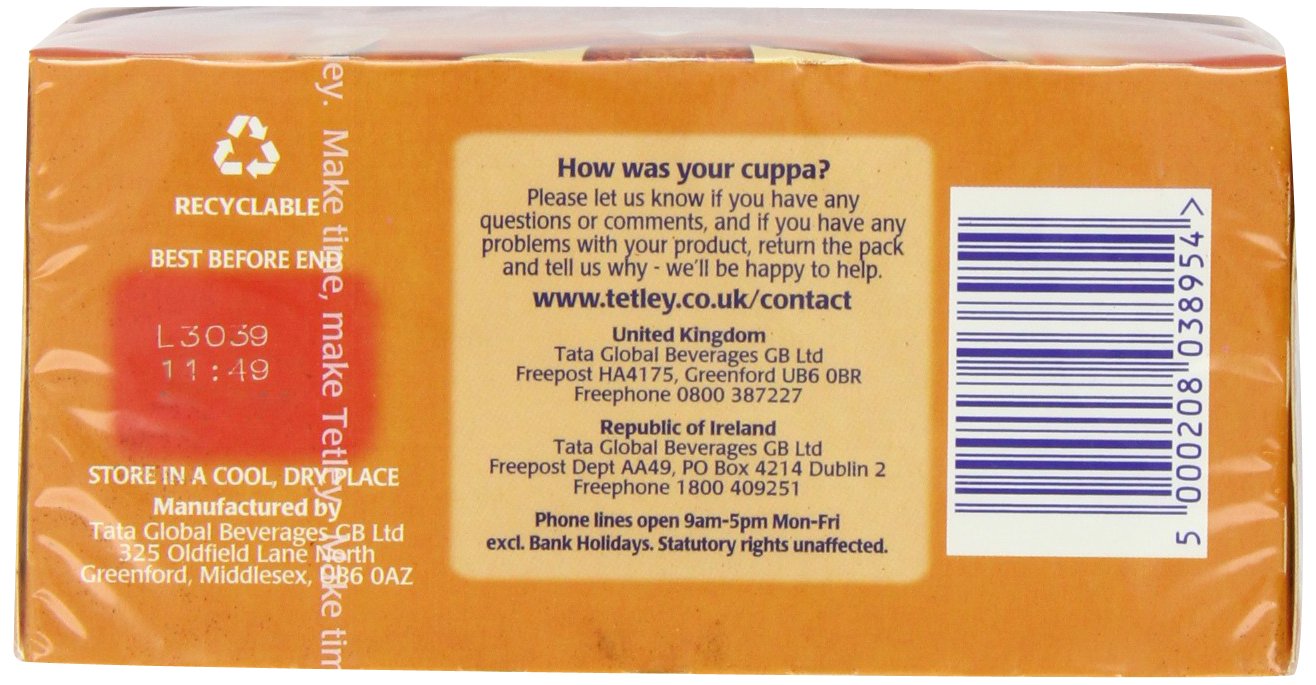 ey. Make time, make Tetley. Make tim
RECYCLABLE
BEST BEFORE END
L3039
11:49
STORE IN A COOL, DRY PLACE
Manufactured by
Tata Global Beverages GB Ltd
325 Oldfield Lane North
Greenford, Middlesex, UB6 0AZ
How was your cuppa?
Please let us know if you have any
questions or comments, and if you have any
problems with your product, return the pack
and tell us why - we'll be happy to help.
www.tetley.co.uk/contact
United Kingdom
Tata Global Beverages GB Ltd
Freepost HA4175, Greenford UB6 0BR
Freephone 0800 387227
Republic of Ireland
Tata Global Beverages GB Ltd
Freepost Dept AA49, PO Box 4214 Dublin 2
Freephone 1800 409251
Phone lines open 9am-5pm Mon-Fri
excl. Bank Holidays. Statutory rights unaffected.
5 000208 038954 >